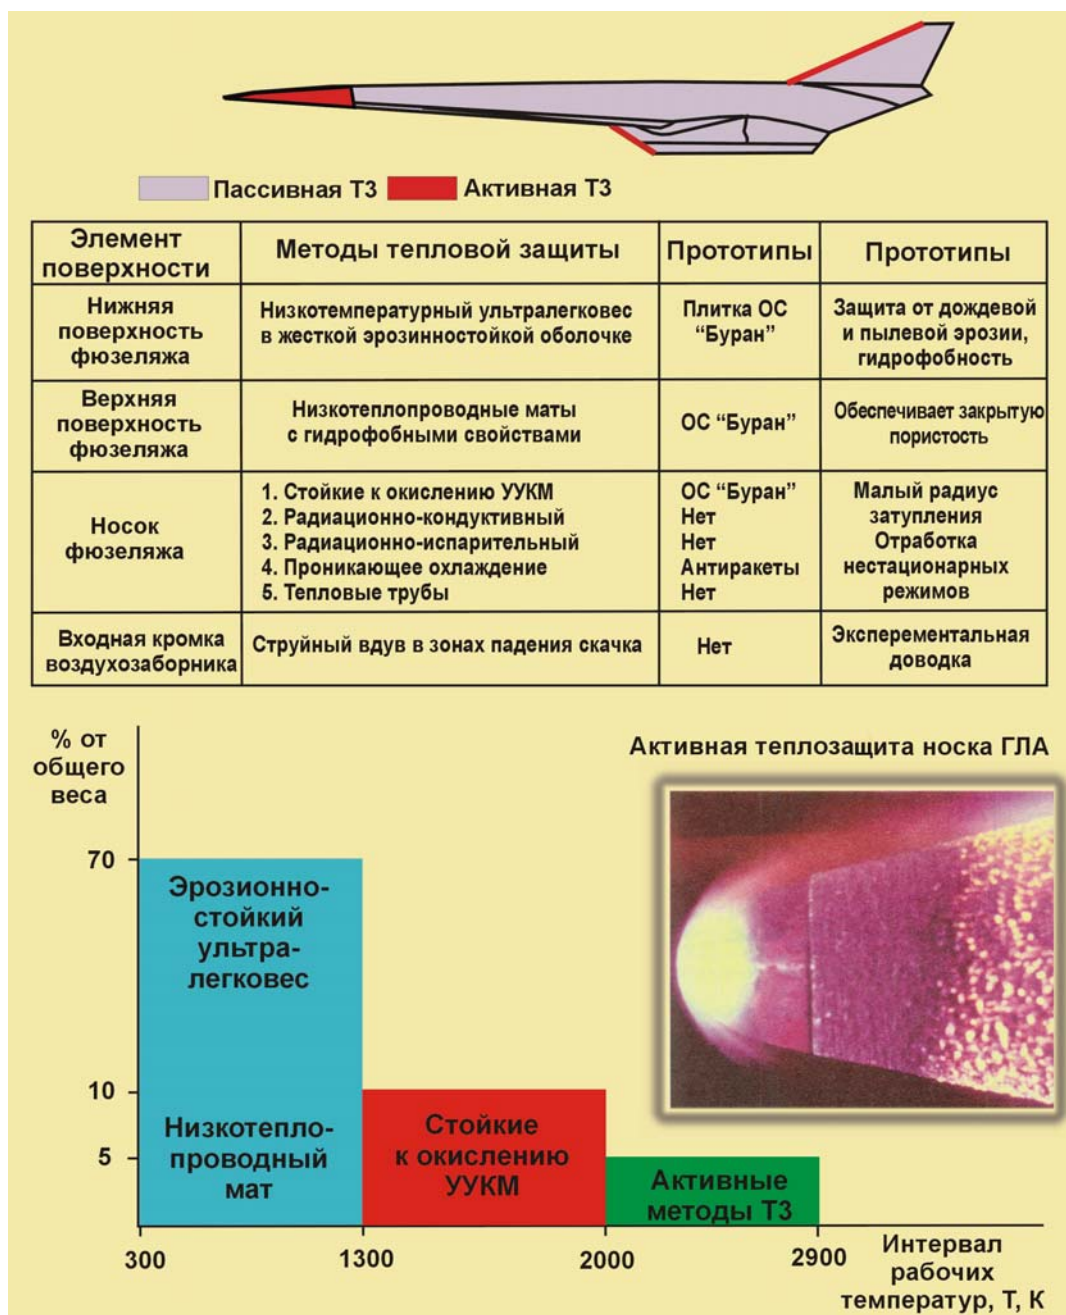 Пассивная ТЗ
Активная ТЗ
Элемент
поверхности
Методы тепловой защиты
Прототипы
Прототипы
Нижняя
поверхность
фюзеляжа
Низкотемпературный ультралегковес
в жесткой эрозинностойкой оболочке
Плитка ОС
“Буран”
Защита от дождевой
и пылевой эрозии,
гидрофобность
Верхняя
поверхность
фюзеляжа
Низкотеплопроводные маты
с гидрофобными свойствами
ОС “Буран”
Обеспечивает закрытую
пористость
Носок
фюзеляжа
1. Стойкие к окислению УУКМ
2. Радиационно-кондуктивный
3. Радиационно-испарительный
4. Проникающее охлаждение
5. Тепловые трубы
ОС “Буран”
Нет
Нет
Антиракеты
Нет
Малый радиус
затупления
Отработка
нестационарных
режимов
Входная кромка
воздухозаборника
Струйный вдув в зонах падения скачка
Нет
Эксперементальная
доводка
% от
общего
веса
70
10
5
Эрозионно-
стойкий
ультра-
легковес
Низкотепло-
проводный
мат
Стойкие
к окислению
УУКМ
Активные
методы ТЗ
Активная теплозащита носка ГЛА
300
1300
2000
2900
Интервал
рабочих
температур, Т, К